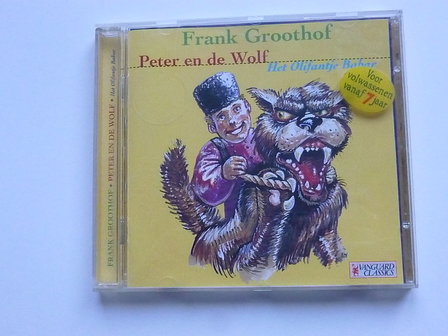 Frank Groothof
Peter en de Wolf
Het Olifantje Babar
Voor
volwassenen
vanaf 7 jaar
FRANK GROOTHOF • PETER EN DE WOLF • Het Olifantje Babar
VANGUARD
CLASSICS